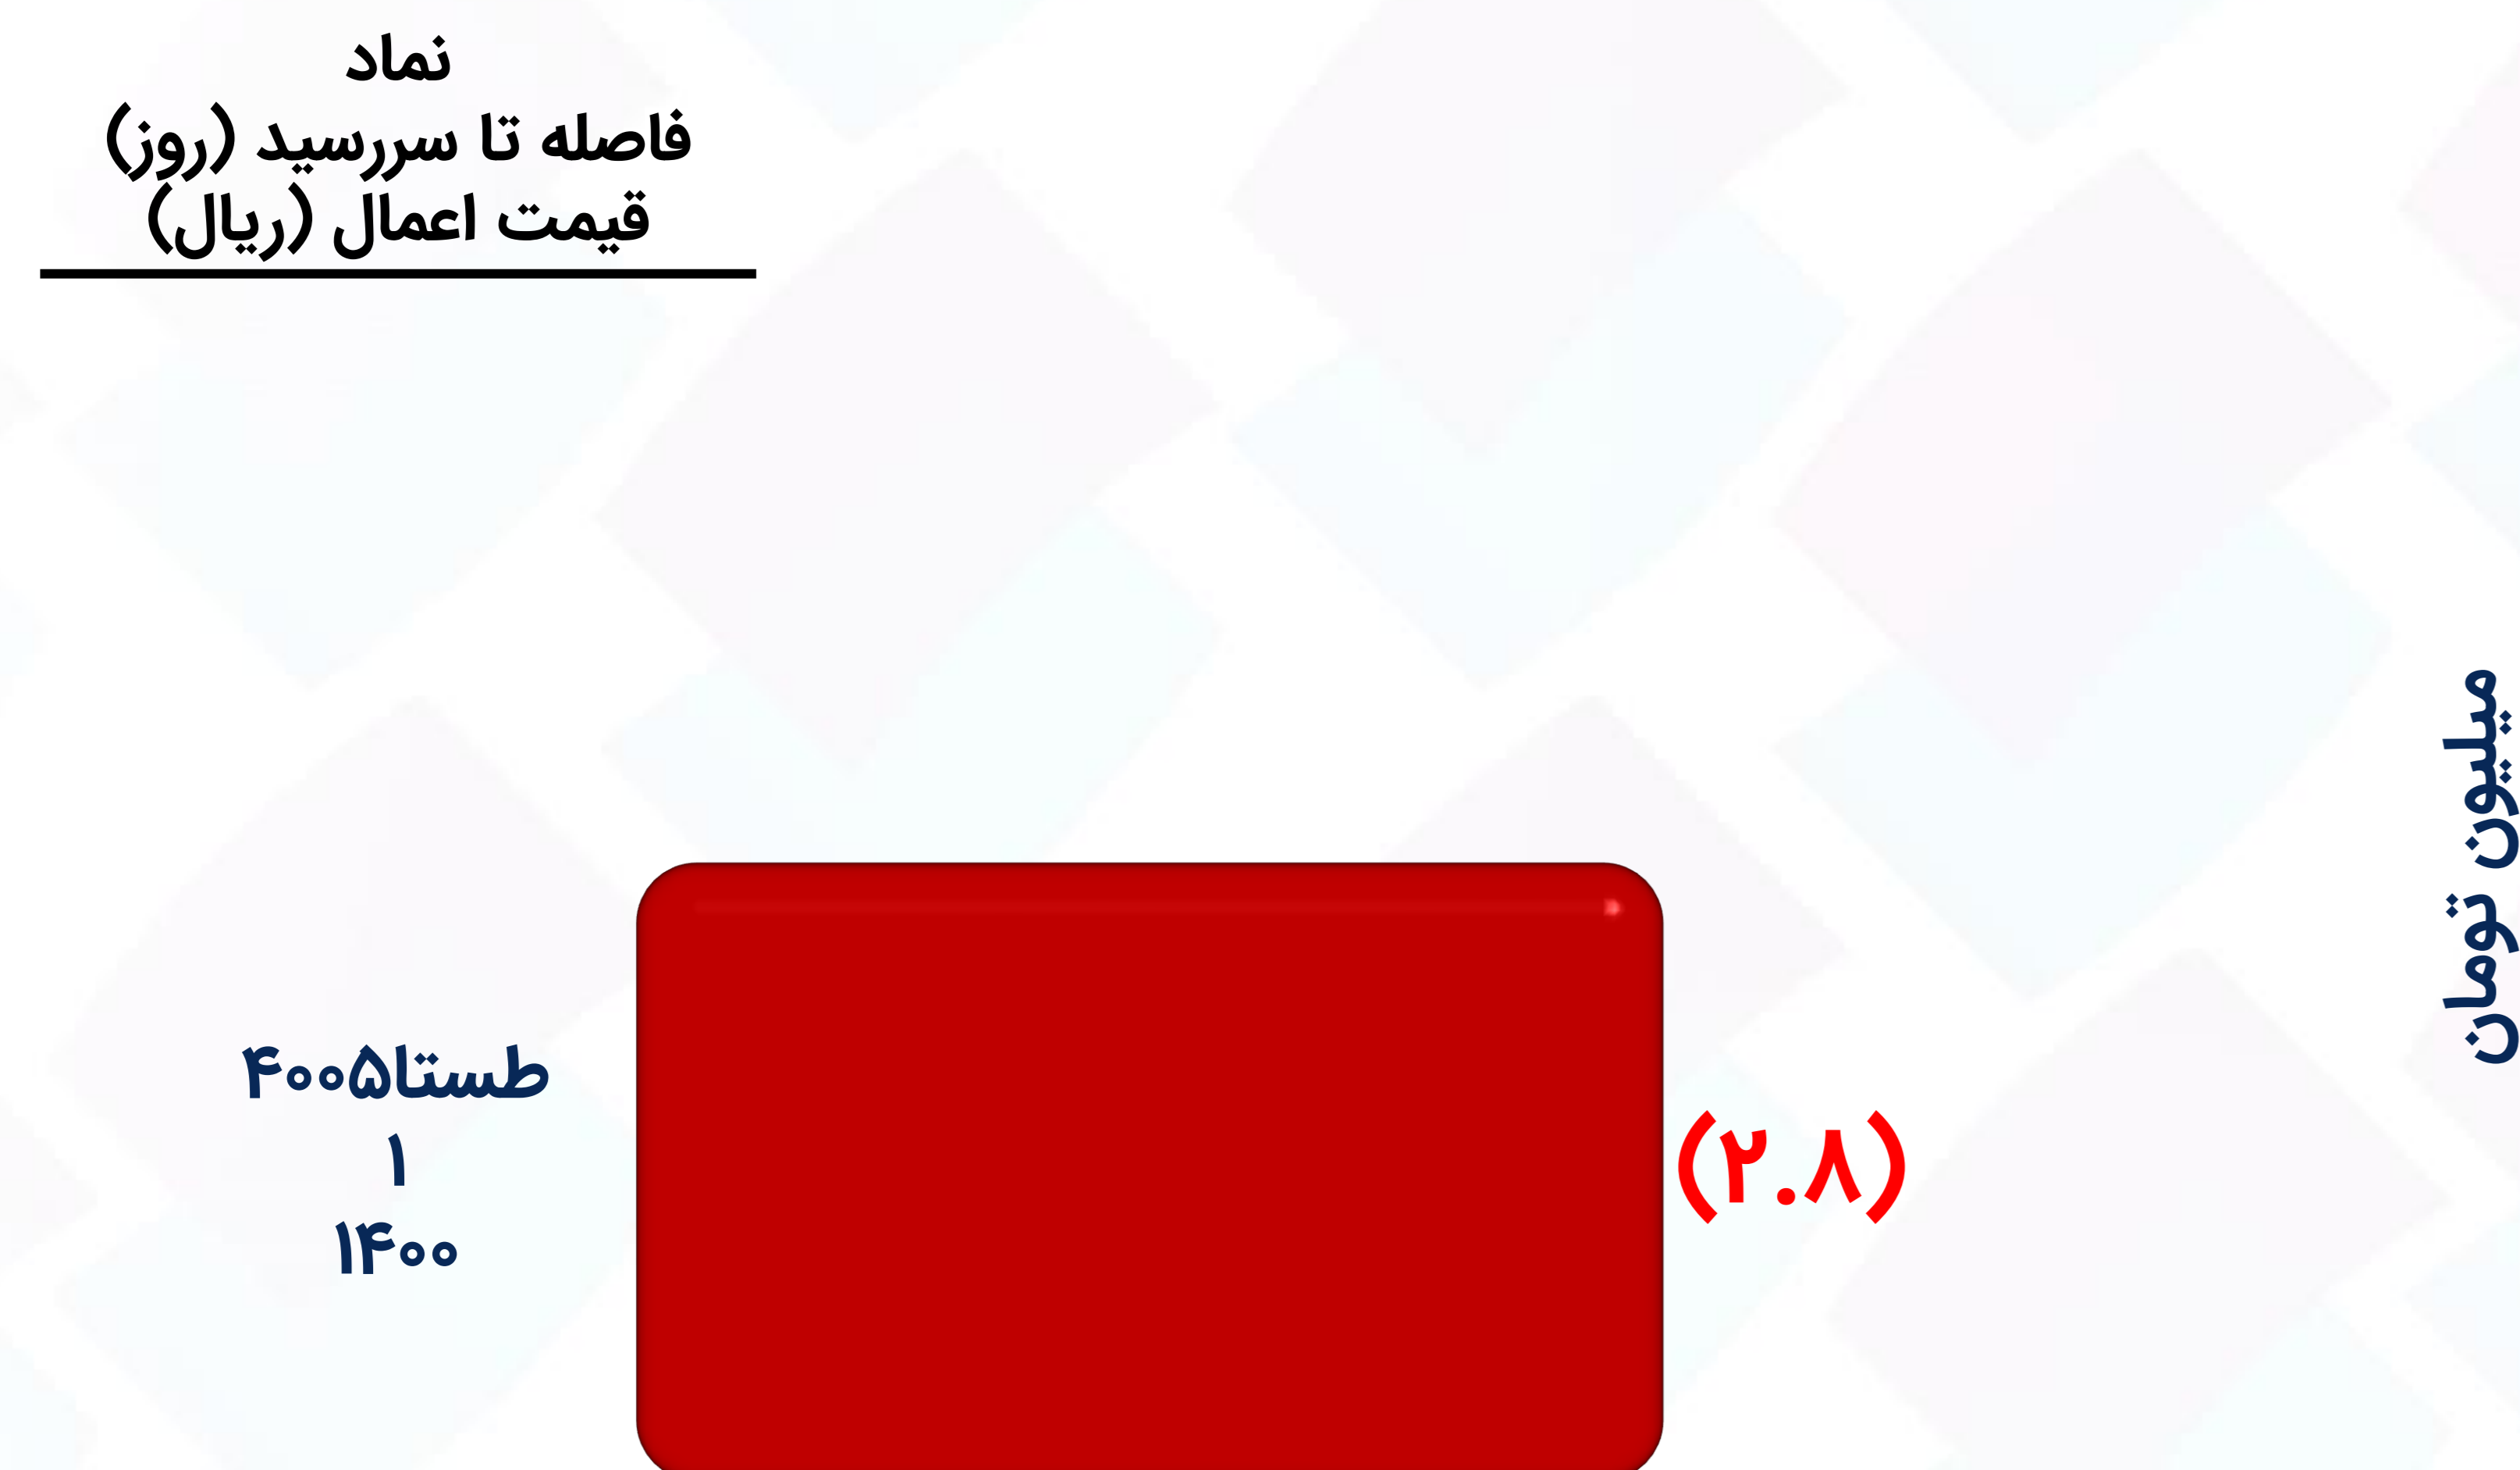 نماد
فاصله تا سررسید (روز)
قیمت اعمال (ریال)
میلیون تومان
طستا۴۰۰۵
۱
۱۴۰۰
(۲.۸)